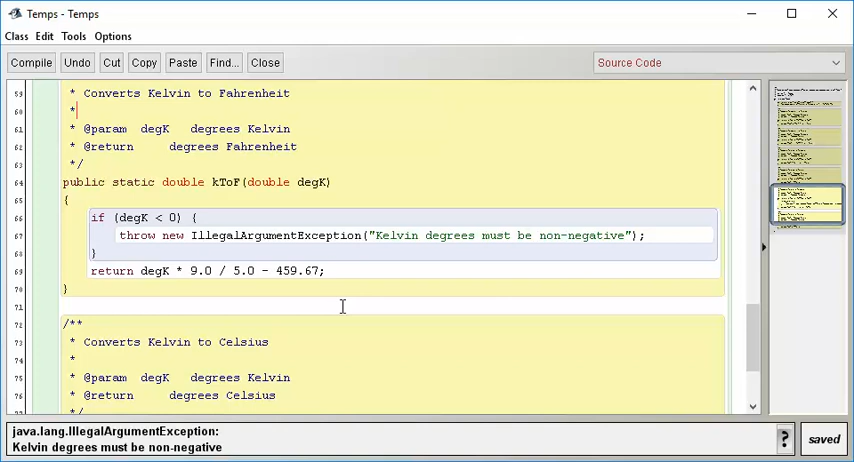 Temps - Temps
Class Edit Tools Options
Compile Undo Cut Copy Paste Find... Close Source Code
59 * Converts Kelvin to Fahrenheit
60 *
61 * @param degK degrees Kelvin
62 * @return degrees Fahrenheit
63 */
64 public static double kToF(double degK)
65 {
66 if (degK < 0) {
67 throw new IllegalArgumentException("Kelvin degrees must be non-negative");
68 }
69 return degK * 9.0 / 5.0 - 459.67;
70 }
71
72 /**
73 * Converts Kelvin to Celsius
74 *
75 * @param degK degrees Kelvin
76 * @return degrees Celsius
77 */
java.lang.IllegalArgumentException:
Kelvin degrees must be non-negative
? saved